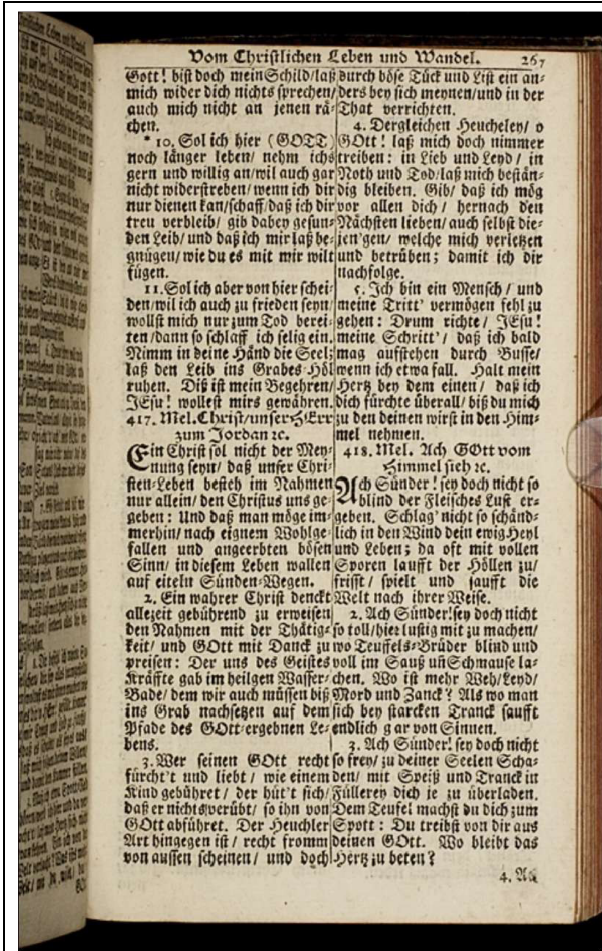 Vom Christlichen Leben und Wandel. 267
Gott! bist doch mein Schild/laß
mich wider dich nichts sprechen/
auch mich nicht an jenen rä-
chen.
* 10. Sol ich hier (GOTT)
noch länger leben/ nehm ichs
gern und willig an/wil auch gar
nicht widerstreben/wenn ich dir
nur dienen kan/schaff/daß ich dir
treu verbleib/ gib dabey gesun-
den Leib/ und daß ich mir laß be-
gnügen/ wie du es mit mir wilt
fügen.
11. Sol ich aber von hier schei-
den/wil ich auch zu frieden seyn/
wollst mich nur zum Tod berei-
ten/dann so schlaff ich selig ein.
Nimm in deine Händ die Seel;
laß den Leib ins Grabes-Höl
ruhen. Diß ist mein Begehren/
JEsu! wollest mirs gewähren.
417. Mel. Christ/unser HErr
zum Jordan ꝛc.
Ein Christ sol nicht der Mey-
nung seyn/ daß unser Chri-
sten-Leben besteh im Nahmen
nur allein/ den Christus uns ge-
geben: Und daß man möge im-
merhin/ nach eignem Wohlge-
fallen und angeerbten bösen
Sinn/ in diesem Leben wallen
auf eiteln Sünden-Wegen.
2. Ein wahrer Christ denckt
allezeit gebührend zu erweisen
den Nahmen mit der Thätig-
keit/ und GOtt mit Danck zu
preisen: Der uns des Geistes
Kräffte gab im heilgen Wasser-
Bade/ dem wir auch müssen biß
ins Grab nachsetzen auf dem
Pfade des GOtt-ergebnen Le-
bens.
3. Wer seinen GOtt recht
fürcht't und liebt/ wie einem
Kind gebühret/ der hüt't sich/
daß er nichts verübt/ so ihn von
GOtt abführet. Der Heuchler
Art hingegen ist/ recht fromm
von aussen scheinen/ und doch
durch böse Tück und List ein an-
ders bey sich meynen/und in der
That verrichten.
4. Dergleichen Heucheley/ o
GOtt! laß mich doch nimmer
treiben: in Lieb und Leyd/ in
Noth und Tod/laß mich bestän-
dig bleiben. Gib/ daß ich mög
vor allen dich/ hernach den
Nächsten lieben/ auch selbst die-
jen'gen/ welche mich verletzen
und betrüben; damit ich dir
nachfolge.
5. Ich bin ein Mensch/ und
meine Tritt' vermögen fehl zu
gehen: Drum richte/ JEsu!
meine Schritt'/ daß ich bald
mag aufstehen durch Busse/
wenn ich etwa fall. Halt mein
Hertz bey dem einen/ daß ich
dich fürchte überall/ biß du mich
zu den deinen wirst in den Him-
mel nehmen.
418. Mel. Ach GOtt vom
Himmel sieh ꝛc.
Ach Sünder! sey doch nicht so
blind der Fleisches Lust er-
geben. Schlag' nicht so schänd-
lich in den Wind dein ewig Heyl
und Leben; da oft mit vollen
Sporen laufft der Höllen zu/
frisst/ spielt und saufft die
Welt nach ihrer Weise.
2. Ach Sünder! sey doch nicht
so toll/hier lustig mit zu machen/
wo Teuffels-Brüder blind und
voll im Sauß uñ Schmause la-
chen. Wo ist mehr Weh/Leyd/
Mord und Zanck? Als wo man
sich bey starcken Tranck saufft
endlich gar von Sinnen.
3. Ach Sünder! sey doch nicht
so frey/ zu deiner Seelen Scha-
den/ mit Speiß und Tranck in
Füllerey dich je zu überladen.
Dem Teufel machst du dich zum
Spott: Du treibst von dir aus
deinen GOtt. Wo bleibt das
Hertz zu beten?
4. Ach